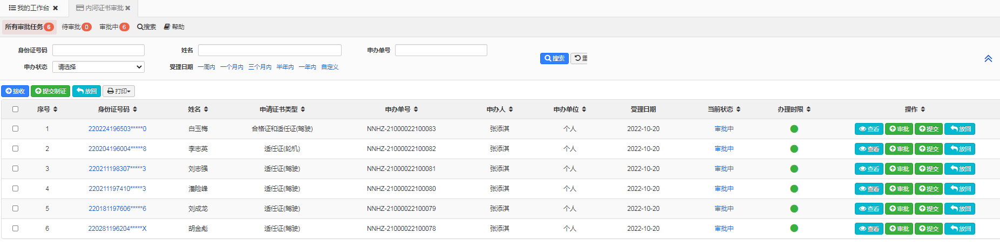 我的工作台 内河证书审批
所有审批任务 6 待审批 0 审批中 6 搜索 帮助
身份证号码 姓名 申办单号 搜索 重
申办状态 请选择 受理日期 一周内 一个月内 三个月内 半年内 一年内 自定义
接收 提交制证 放回 打印
序号 身份证号码 姓名 申请证书类型 申办单号 申办人 申办单位 受理日期 当前状态 办理时限 操作
1 220224196503*****0 白玉梅 合格证和适任证(驾驶) NNHZ-21000022100083 张添淇 个人 2022-10-20 审批中 查看 审批 提交 放回
2 220204196004*****8 李志英 适任证(轮机) NNHZ-21000022100082 张添淇 个人 2022-10-20 审批中 查看 审批 提交 放回
3 220211198307*****3 刘志强 适任证(驾驶) NNHZ-21000022100081 张添淇 个人 2022-10-20 审批中 查看 审批 提交 放回
4 220211197410*****3 潘险峰 适任证(驾驶) NNHZ-21000022100080 张添淇 个人 2022-10-20 审批中 查看 审批 提交 放回
5 220181197606*****6 刘成龙 适任证(驾驶) NNHZ-21000022100079 张添淇 个人 2022-10-20 审批中 查看 审批 提交 放回
6 220281196204*****X 胡金彪 适任证(驾驶) NNHZ-21000022100078 张添淇 个人 2022-10-20 审批中 查看 审批 提交 放回